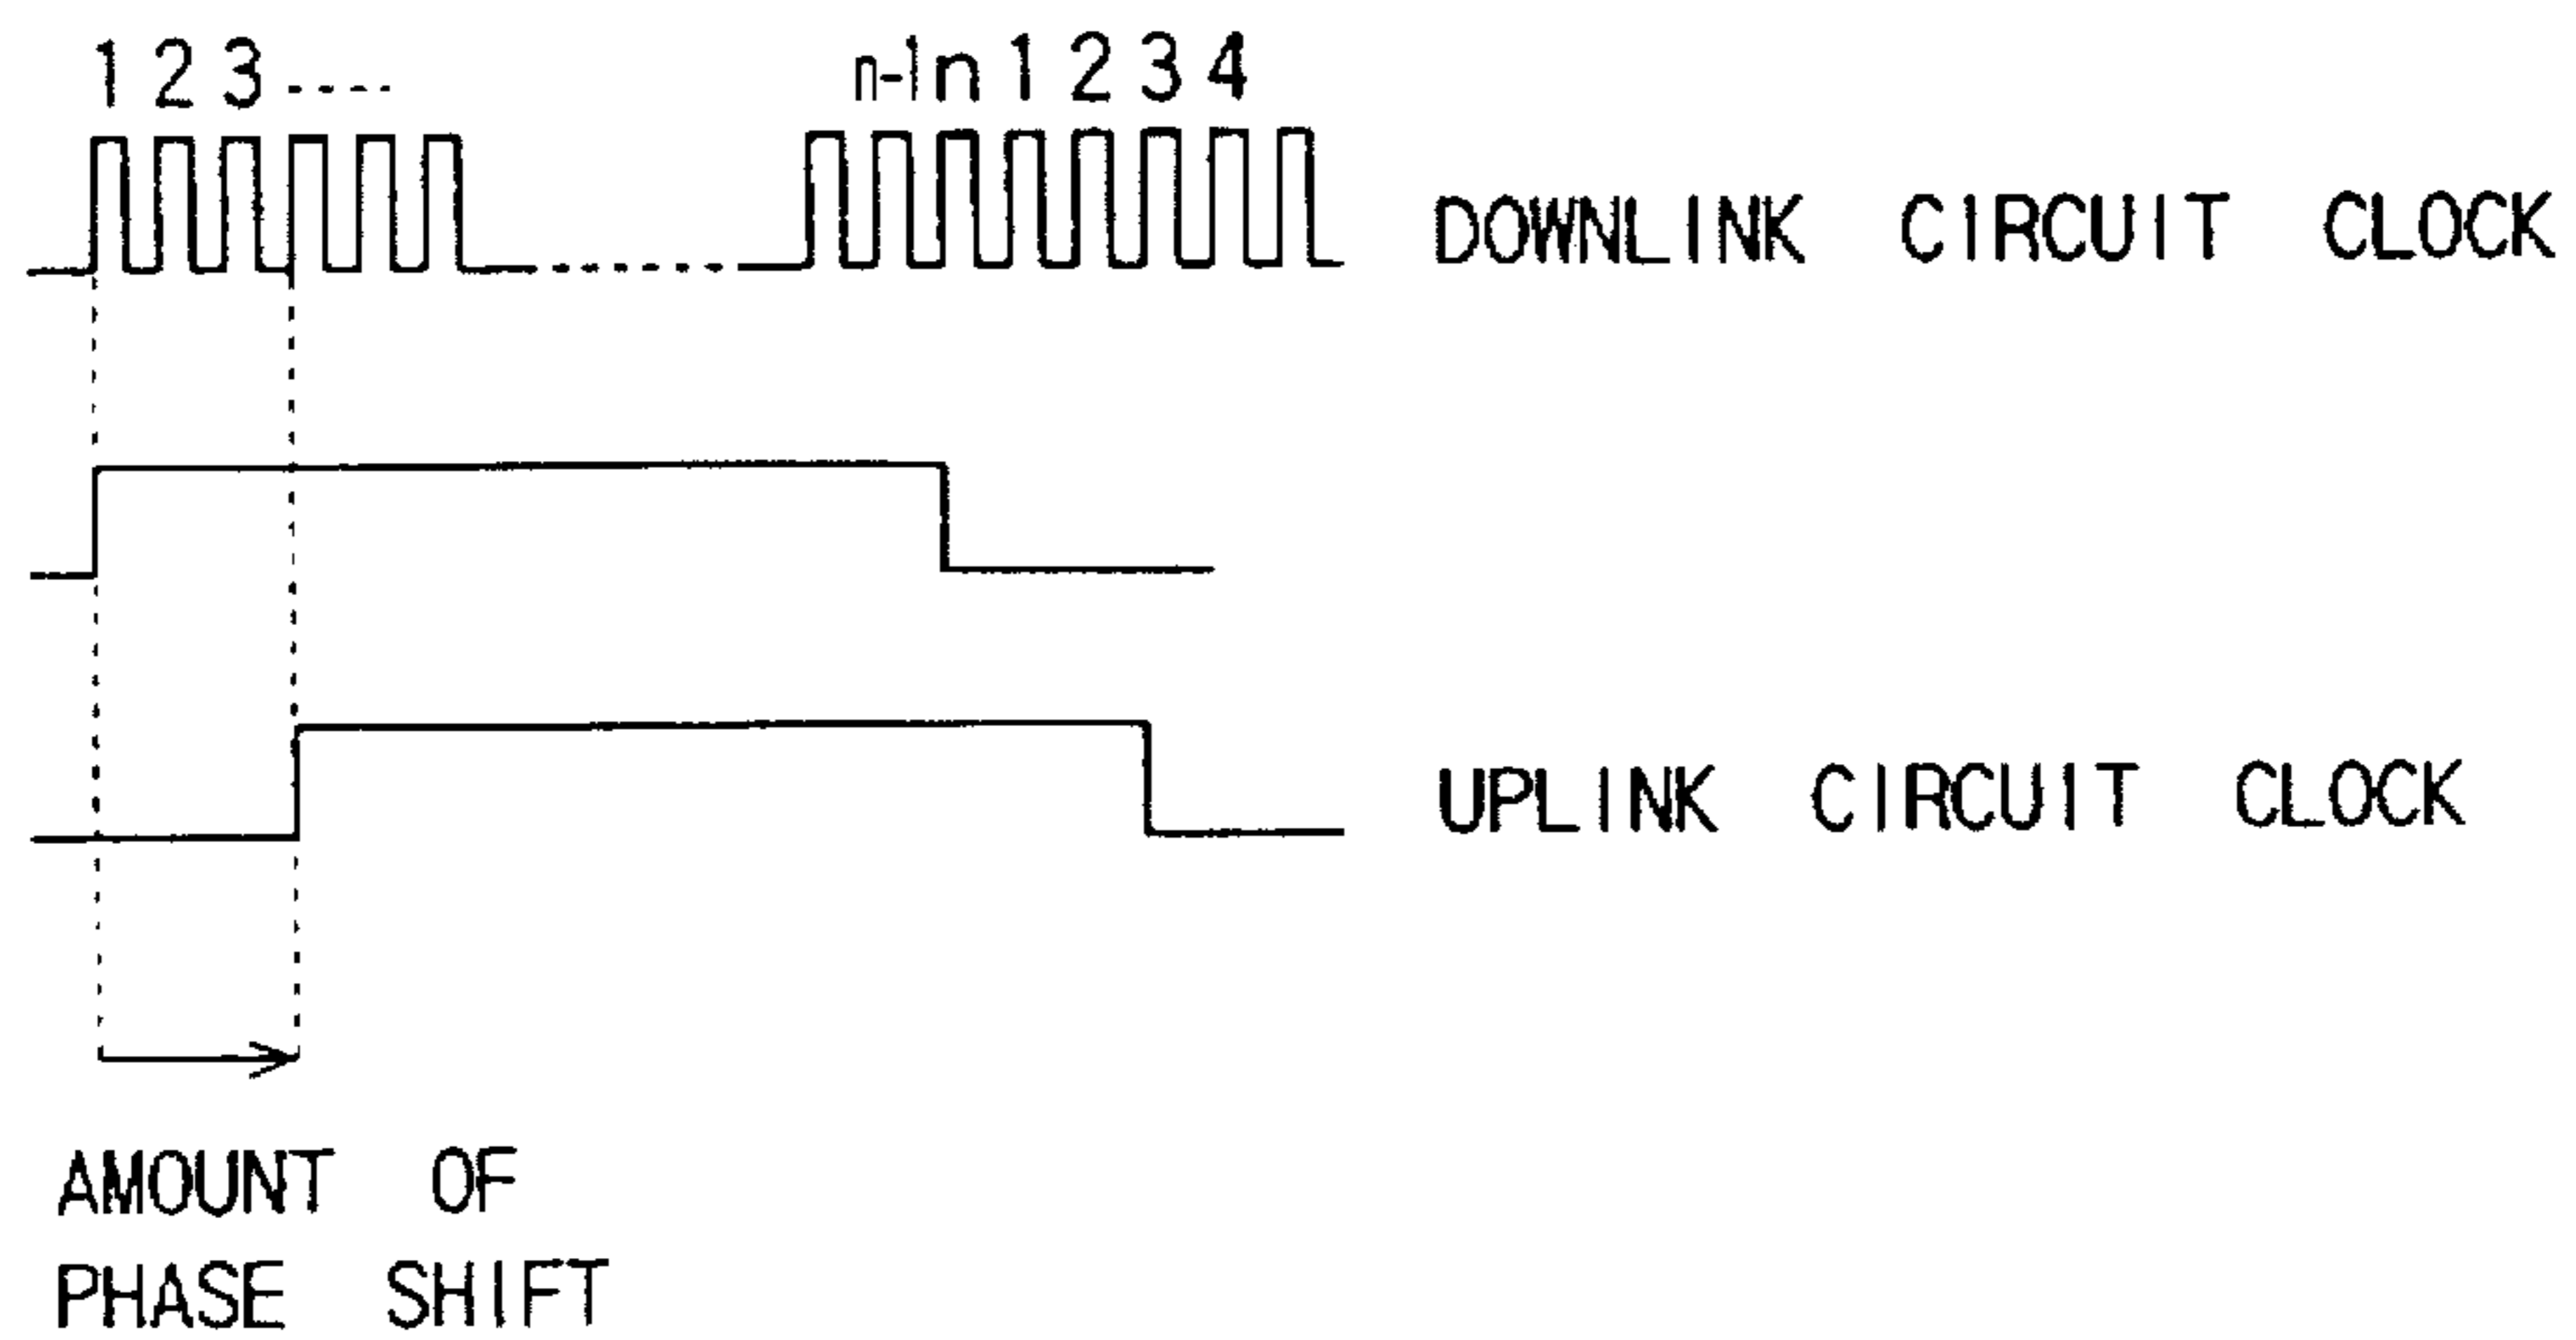 1 2 3 ---- n-1 n 1 2 3 4
DOWNLINK CIRCUIT CLOCK
UPLINK CIRCUIT CLOCK
AMOUNT OF
PHASE SHIFT